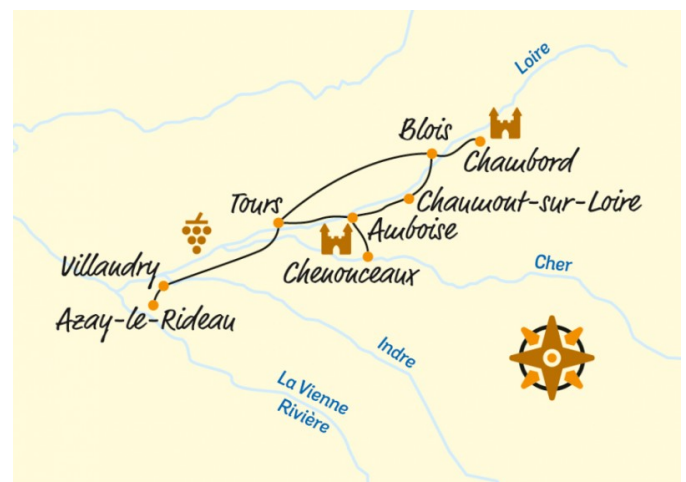 Loire
Blois
Chambord
Chaumont-sur-Loire
Tours
Amboise
Chenonceaux
Cher
Villandry
Azay-le-Rideau
Indre
La Vienne
Rivière